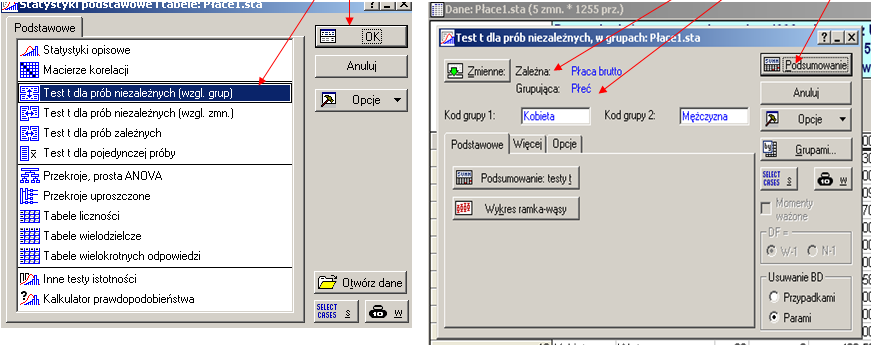 Statystyki podstawowe i tabele: Płace1.sta
Podstawowe
Statystyki opisowe
Macierze korelacji
Test t dla prób niezależnych (wzgl. grup)
Test t dla prób niezależnych (wzgl. zmn.)
Test t dla prób zależnych
Test t dla pojedynczej próby
Przekroje, prosta ANOVA
Przekroje uproszczone
Tabele liczności
Tabele wielodzielcze
Tabele wielokrotnych odpowiedzi
Inne testy istotności
Kalkulator prawdopodobieństwa
OK
Anuluj
Opcje
Otwórz dane
SELECT CASES S
W
Dane: Płace1.sta (5 zmn. * 1255 prz.)
Test t dla prób niezależnych, w grupach: Płace1.sta
Zmienne: Zależna: Płaca brutto
Grupująca: Płeć
Kod grupy 1: Kobieta Kod grupy 2: Mężczyzna
Podstawowe Więcej Opcje
Podsumowanie: testy t
Wykres ramka-wąsy
Podsumowanie
Anuluj
Opcje
Grupami...
SELECT CASES S
W
Momenty ważone
DF =
W-1 N-1
Usuwanie BD
Przypadkami
Parami